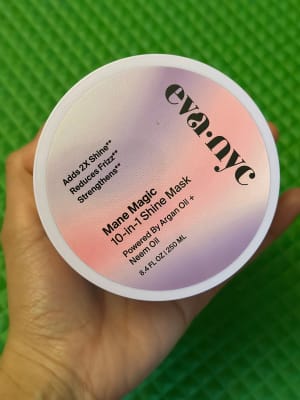 eva·nyc
Adds 2X Shine**
Reduces Frizz**
Strengthens**
Mane Magic
10-in-1 Shine Mask
Powered By Argan Oil +
Neem Oil
8.4 FL OZ | 250 ML